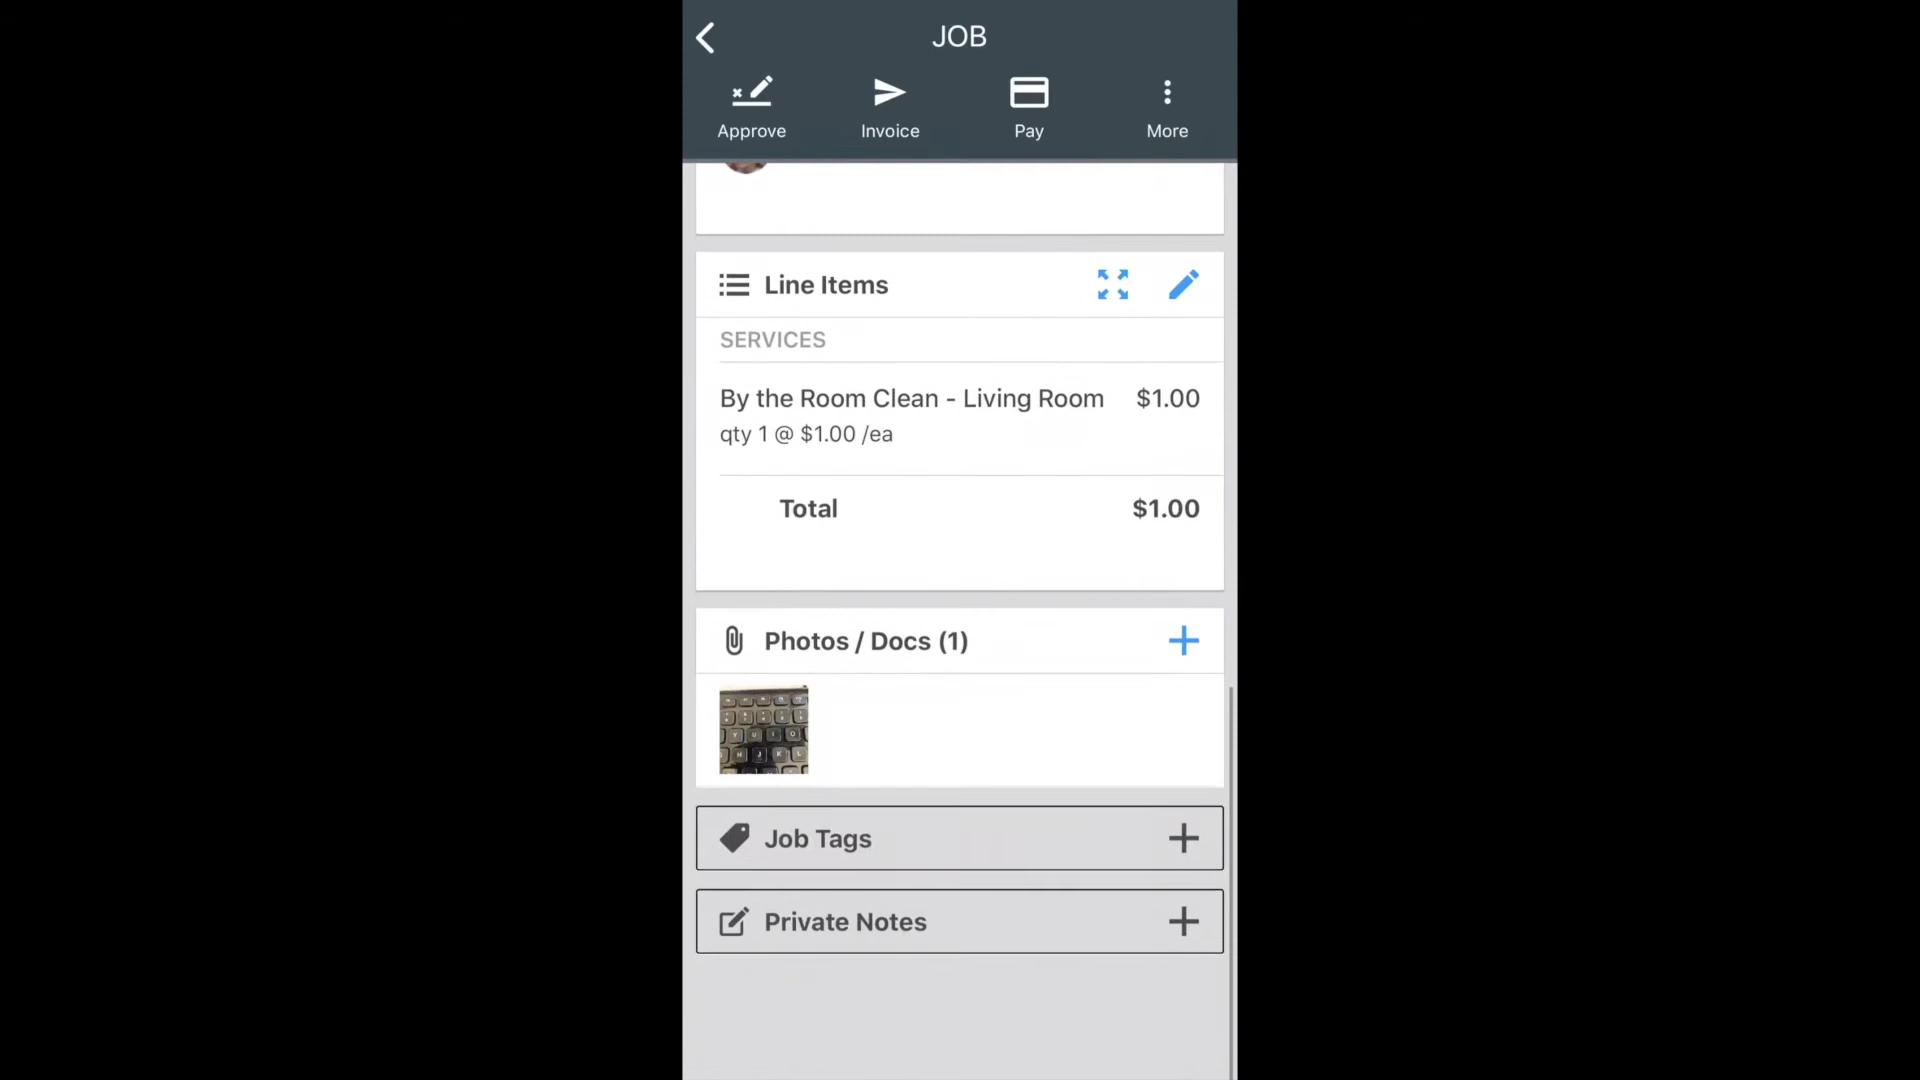 JOB
Approve
Invoice
Pay
More
Line Items
SERVICES
By the Room Clean - Living Room $1.00
qty 1 @ $1.00 /ea
Total $1.00
Photos / Docs (1)
Y U I O
H J K L
Job Tags
Private Notes